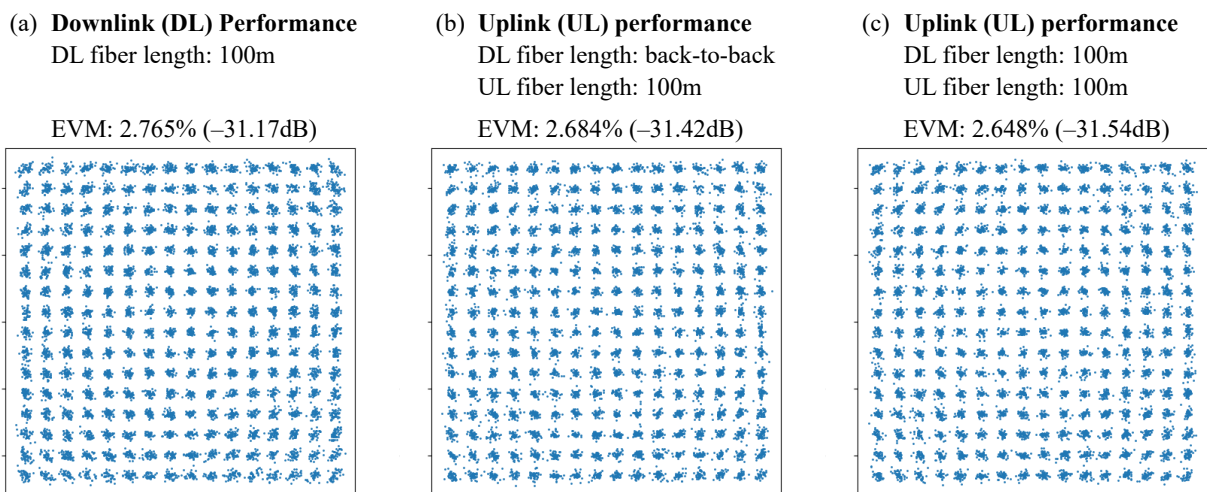 (a) Downlink (DL) Performance
DL fiber length: 100m
EVM: 2.765% (–31.17dB)
(b) Uplink (UL) performance
DL fiber length: back-to-back
UL fiber length: 100m
EVM: 2.684% (–31.42dB)
(c) Uplink (UL) performance
DL fiber length: 100m
UL fiber length: 100m
EVM: 2.648% (–31.54dB)